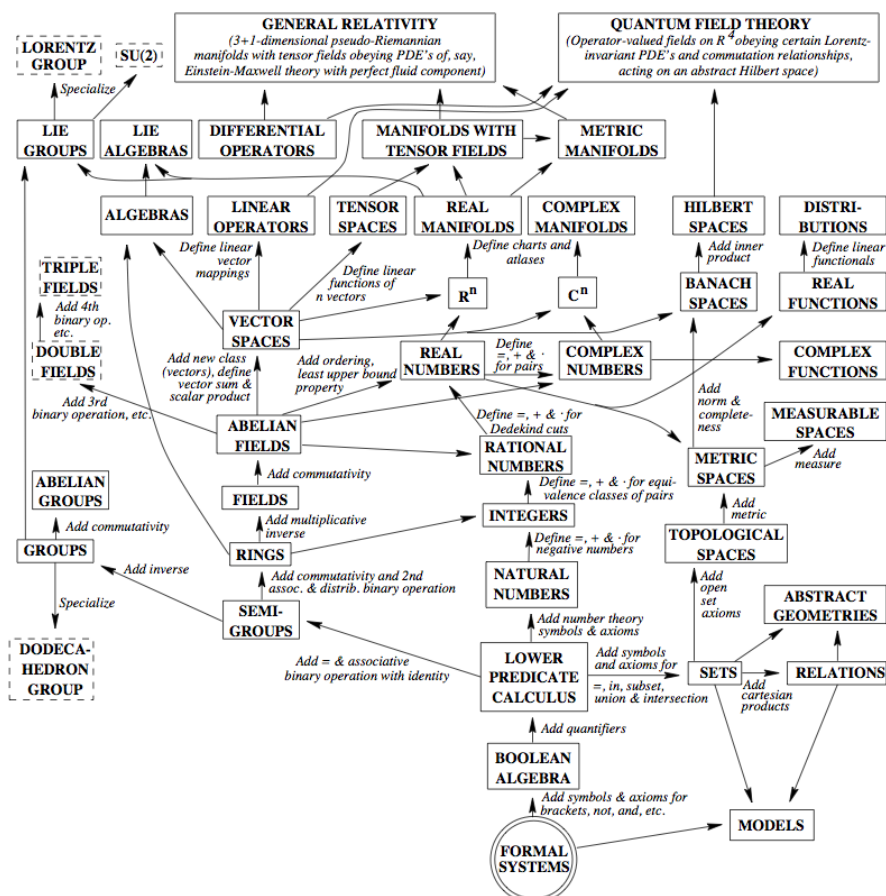 GENERAL RELATIVITY
(3+1-dimensional pseudo-Riemannian
manifolds with tensor fields obeying PDE's of, say,
Einstein-Maxwell theory with perfect fluid component)
QUANTUM FIELD THEORY
(Operator-valued fields on R⁴ obeying certain Lorentz-
invariant PDE's and commutation relationships,
acting on an abstract Hilbert space)
LORENTZ
GROUP
SU(2)
Specialize
LIE
GROUPS
LIE
ALGEBRAS
DIFFERENTIAL
OPERATORS
MANIFOLDS WITH
TENSOR FIELDS
METRIC
MANIFOLDS
ALGEBRAS
LINEAR
OPERATORS
TENSOR
SPACES
REAL
MANIFOLDS
COMPLEX
MANIFOLDS
HILBERT
SPACES
DISTRI-
BUTIONS
Define linear
vector
mappings
Define linear
functions of
n vectors
Define charts and
atlases
Add inner
product
Define linear
functionals
TRIPLE
FIELDS
Rⁿ
Cⁿ
BANACH
SPACES
REAL
FUNCTIONS
Add 4th
binary op.
etc.
VECTOR
SPACES
DOUBLE
FIELDS
Add new class
(vectors), define
vector sum &
scalar product
Add ordering,
least upper bound
property
REAL
NUMBERS
Define
=, + & ·
for pairs
COMPLEX
NUMBERS
COMPLEX
FUNCTIONS
Add 3rd
binary operation, etc.
Add
norm &
complete-
ness
ABELIAN
FIELDS
Define =, + & · for
Dedekind cuts
MEASURABLE
SPACES
RATIONAL
NUMBERS
METRIC
SPACES
Add
measure
ABELIAN
GROUPS
Add commutativity
FIELDS
Define =, + & · for equi-
valence classes of pairs
Add
metric
Add commutativity
Add multiplicative
inverse
INTEGERS
GROUPS
RINGS
Define =, + & · for
negative numbers
TOPOLOGICAL
SPACES
Add inverse
Add commutativity and 2nd
assoc. & distrib. binary operation
NATURAL
NUMBERS
Add
open
set
axioms
Specialize
SEMI-
GROUPS
ABSTRACT
GEOMETRIES
Add number theory
symbols & axioms
DODECA-
HEDRON
GROUP
Add = & associative
binary operation with identity
LOWER
PREDICATE
CALCULUS
Add symbols
and axioms for
=, in, subset,
union & intersection
SETS
Add
cartesian
products
RELATIONS
Add quantifiers
BOOLEAN
ALGEBRA
Add symbols & axioms for
brackets, not, and, etc.
MODELS
FORMAL
SYSTEMS